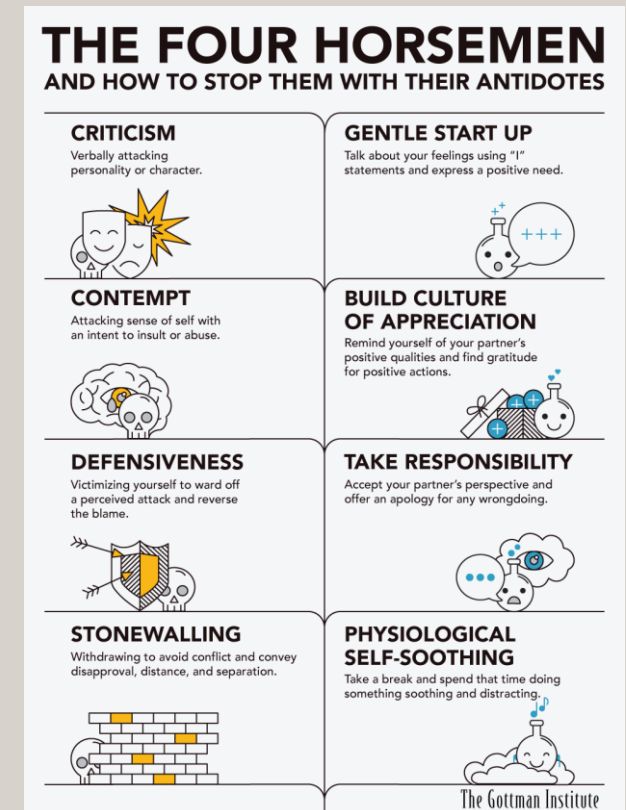 THE FOUR HORSEMEN
AND HOW TO STOP THEM WITH THEIR ANTIDOTES
CRITICISM
Verbally attacking
personality or character.
GENTLE START UP
Talk about your feelings using “I”
statements and express a positive need.
CONTEMPT
Attacking sense of self with
an intent to insult or abuse.
BUILD CULTURE
OF APPRECIATION
Remind yourself of your partner’s
positive qualities and find gratitude
for positive actions.
DEFENSIVENESS
Victimizing yourself to ward off
a perceived attack and reverse
the blame.
TAKE RESPONSIBILITY
Accept your partner’s perspective and
offer an apology for any wrongdoing.
STONEWALLING
Withdrawing to avoid conflict and convey
disapproval, distance, and separation.
PHYSIOLOGICAL
SELF-SOOTHING
Take a break and spend that time doing
something soothing and distracting.
The Gottman Institute